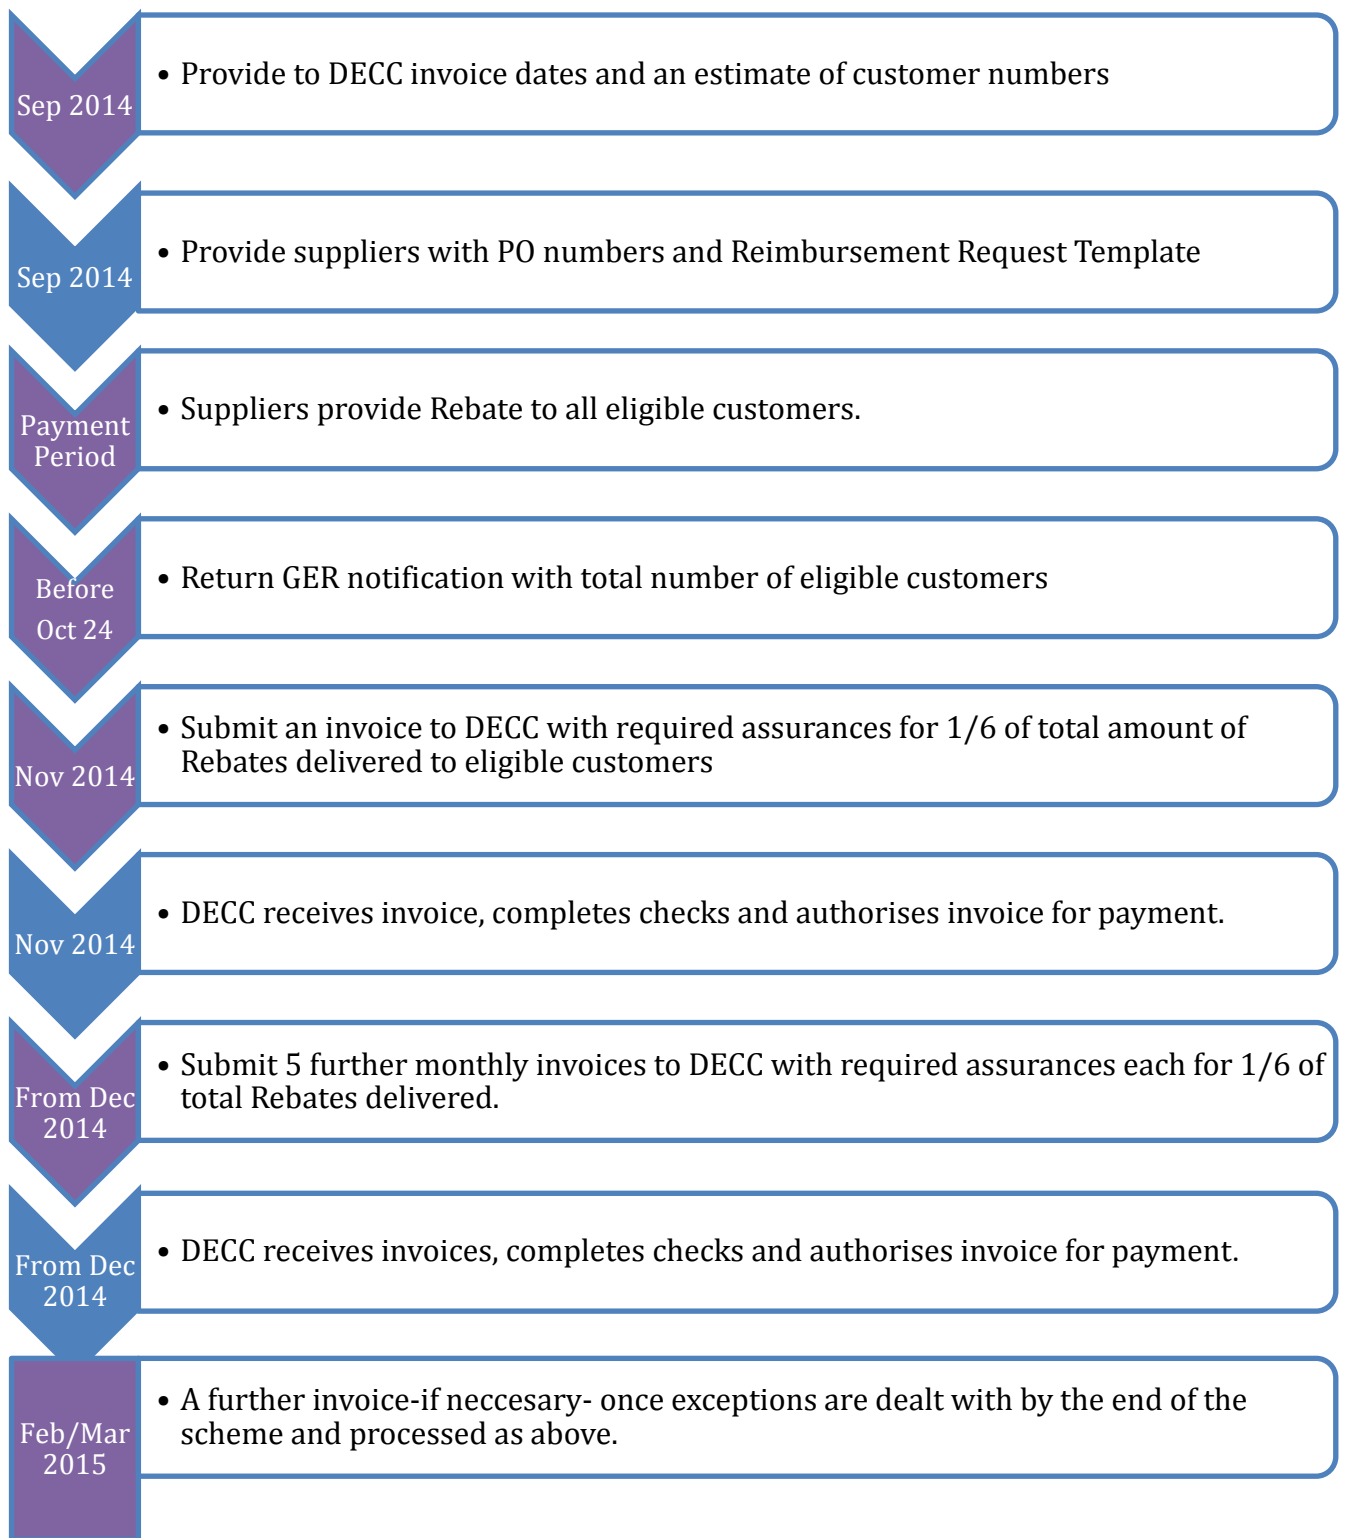 Sep 2014
• Provide to DECC invoice dates and an estimate of customer numbers
Sep 2014
• Provide suppliers with PO numbers and Reimbursement Request Template
Payment
Period
• Suppliers provide Rebate to all eligible customers.
Before
Oct 24
• Return GER notification with total number of eligible customers
Nov 2014
• Submit an invoice to DECC with required assurances for 1/6 of total amount of
Rebates delivered to eligible customers
Nov 2014
• DECC receives invoice, completes checks and authorises invoice for payment.
From Dec
2014
• Submit 5 further monthly invoices to DECC with required assurances each for 1/6 of
total Rebates delivered.
From Dec
2014
• DECC receives invoices, completes checks and authorises invoice for payment.
Feb/Mar
2015
• A further invoice-if neccesary- once exceptions are dealt with by the end of the
scheme and processed as above.